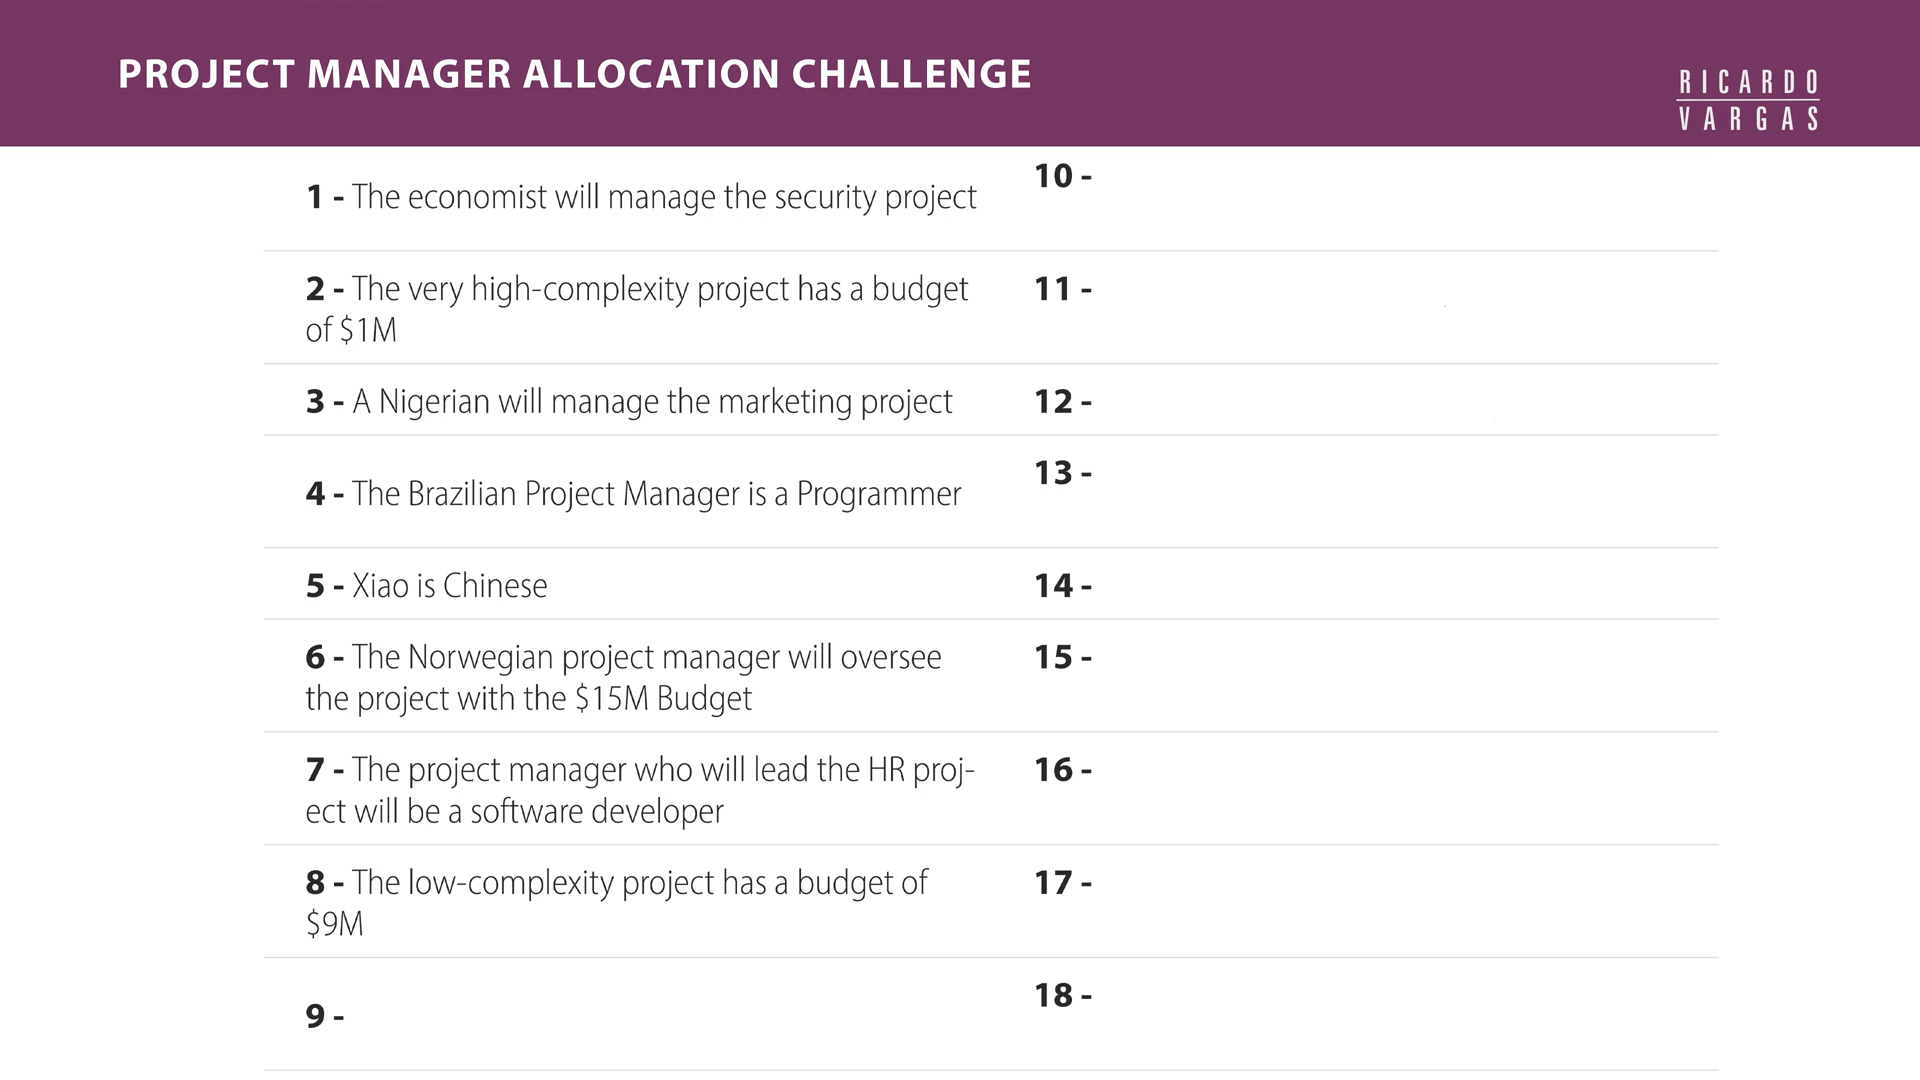 PROJECT MANAGER ALLOCATION CHALLENGE
RICARDO
VARGAS
1 - The economist will manage the security project
2 - The very high-complexity project has a budget
of $1M
3 - A Nigerian will manage the marketing project
4 - The Brazilian Project Manager is a Programmer
5 - Xiao is Chinese
6 - The Norwegian project manager will oversee
the project with the $15M Budget
7 - The project manager who will lead the HR proj-
ect will be a software developer
8 - The low-complexity project has a budget of
$9M
9 -
10 -
11 -
12 -
13 -
14 -
15 -
16 -
17 -
18 -